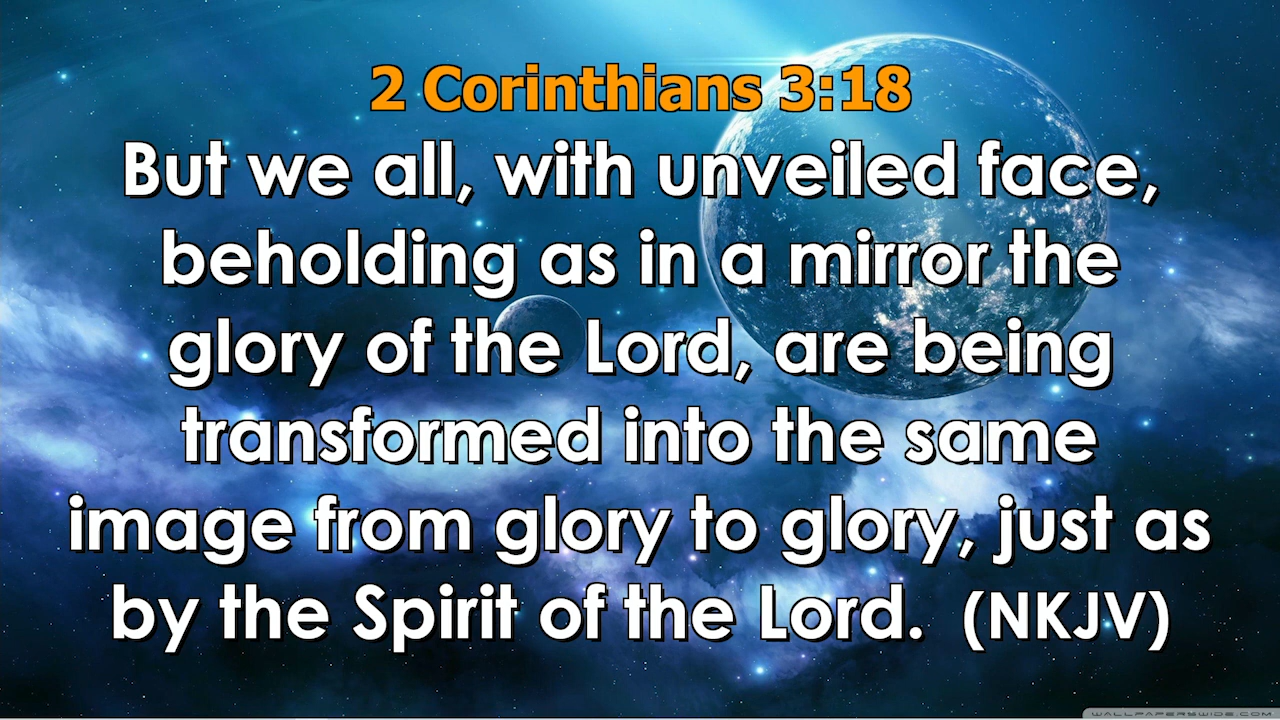 2 Corinthians 3:18
But we all, with unveiled face,
beholding as in a mirror the
glory of the Lord, are being
transformed into the same
image from glory to glory, just as
by the Spirit of the Lord.  (NKJV)
WALLPAPERSWIDE.COM